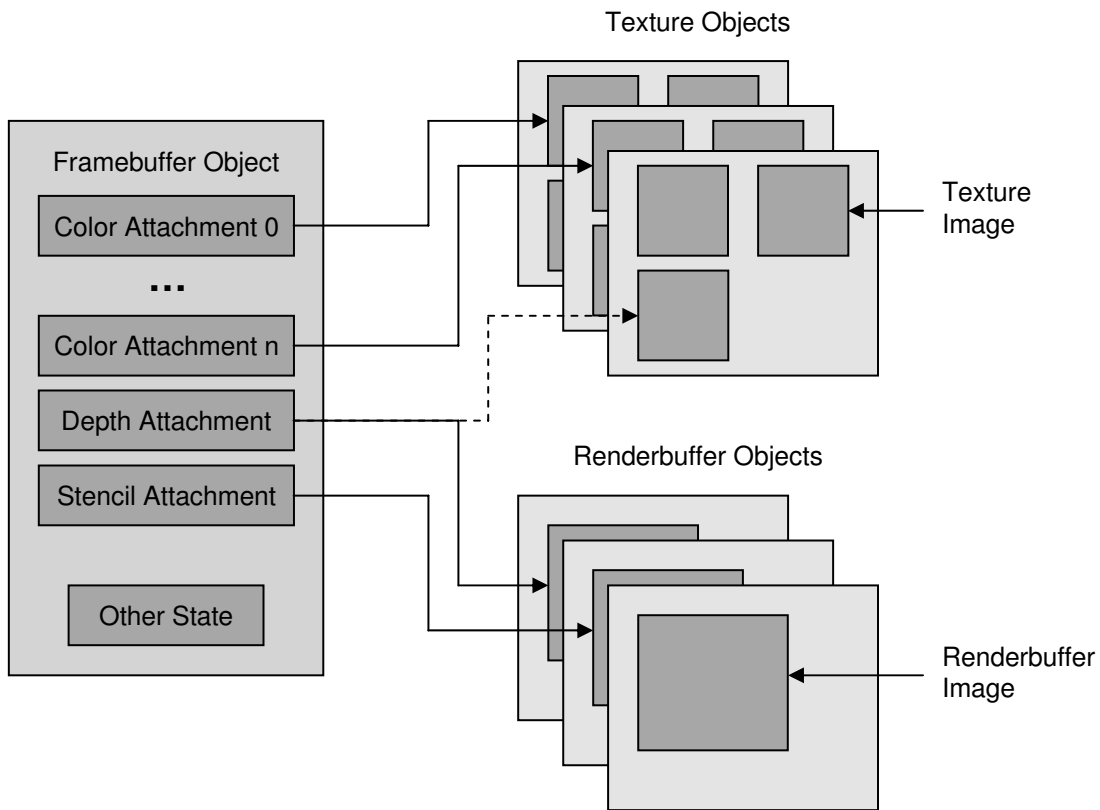 Texture Objects
Framebuffer Object
Color Attachment 0
...
Color Attachment n
Depth Attachment
Stencil Attachment
Other State
Texture
Image
Renderbuffer Objects
Renderbuffer
Image